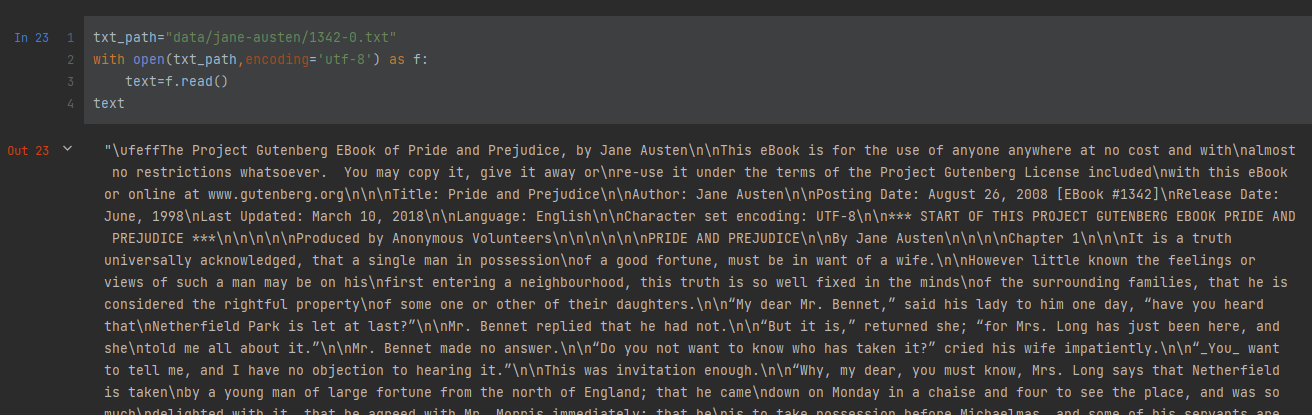 In 23 1 txt_path="data/jane-austen/1342-0.txt"
2 with open(txt_path,encoding='utf-8') as f:
3 text=f.read()
4 text
Out 23 "\ufeffThe Project Gutenberg EBook of Pride and Prejudice, by Jane Austen\n\nThis eBook is for the use of anyone anywhere at no cost and with\nalmost
no restrictions whatsoever.  You may copy it, give it away or\nre-use it under the terms of the Project Gutenberg License included\nwith this eBook
or online at www.gutenberg.org\n\n\nTitle: Pride and Prejudice\n\nAuthor: Jane Austen\n\nPosting Date: August 26, 2008 [EBook #1342]\nRelease Date:
June, 1998\nLast Updated: March 10, 2018\n\nLanguage: English\n\nCharacter set encoding: UTF-8\n\n*** START OF THIS PROJECT GUTENBERG EBOOK PRIDE AND
PREJUDICE ***\n\n\n\n\nProduced by Anonymous Volunteers\n\n\n\n\n\nPRIDE AND PREJUDICE\n\nBy Jane Austen\n\n\n\nChapter 1\n\n\nIt is a truth
universally acknowledged, that a single man in possession\nof a good fortune, must be in want of a wife.\n\nHowever little known the feelings or
views of such a man may be on his\nfirst entering a neighbourhood, this truth is so well fixed in the minds\nof the surrounding families, that he is
considered the rightful property\nof some one or other of their daughters.\n\n“My dear Mr. Bennet,” said his lady to him one day, “have you heard
that\nNetherfield Park is let at last?”\n\nMr. Bennet replied that he had not.\n\n“But it is,” returned she; “for Mrs. Long has just been here, and
she\ntold me all about it.”\n\nMr. Bennet made no answer.\n\n“Do you not want to know who has taken it?” cried his wife impatiently.\n\n“_You_ want
to tell me, and I have no objection to hearing it.”\n\nThis was invitation enough.\n\n“Why, my dear, you must know, Mrs. Long says that Netherfield
is taken\nby a young man of large fortune from the north of England; that he came\ndown on Monday in a chaise and four to see the place, and was so
much\ndelighted with it, that he agreed with Mr. Morris immediately; that he\nis to take possession before Michaelmas, and some of his servants are